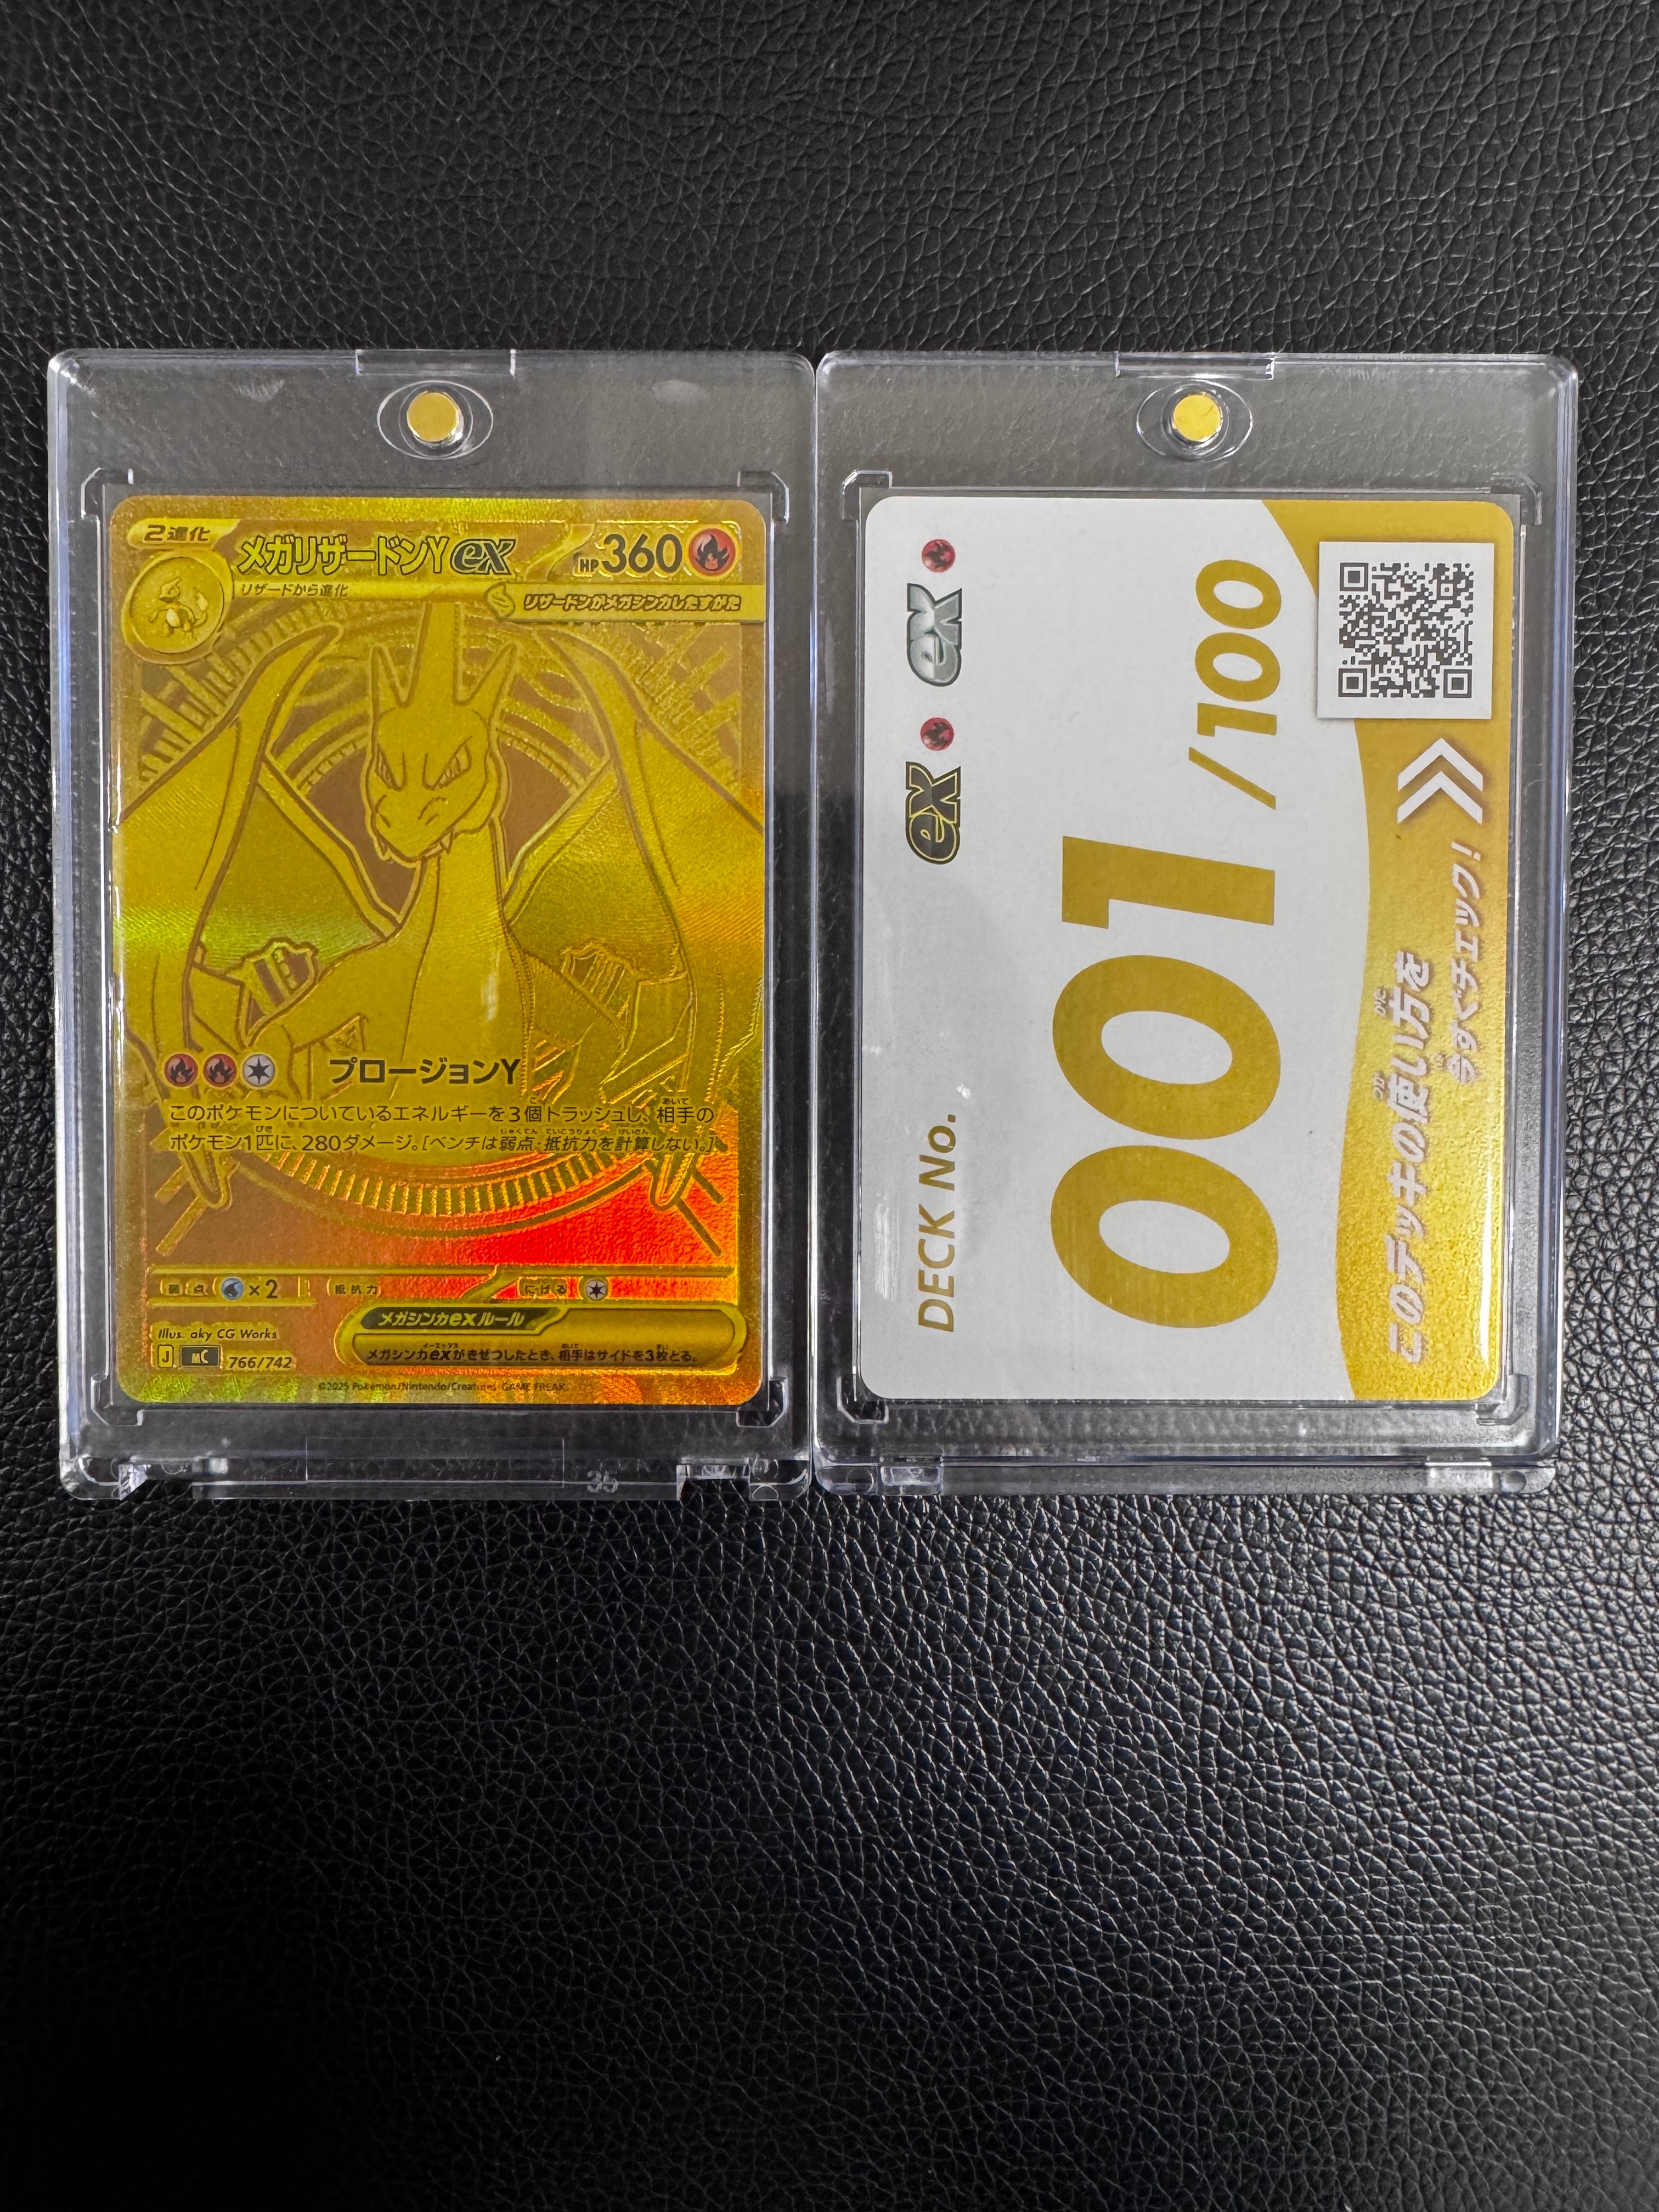 2進化
メガリザードンYex
HP360
リザードから進化
リザードンがメガシンカしたすがた
プロージョンY
このポケモンについているエネルギーを3個トラッシュし、相手の
ポケモン1匹に、280ダメージ。[ベンチは弱点・抵抗力を計算しない。]
弱点 ×2 抵抗力 にげる
メガシンカexルール
メガシンカexがきぜつしたとき、相手はサイドを3枚とる。
Illus. aky CG Works
J MC 766/742
©2025 Pokémon/Nintendo/Creatures/GAME FREAK.
35
ex ex
DECK No.
001/100
このデッキの使い方を
今すぐチェック!